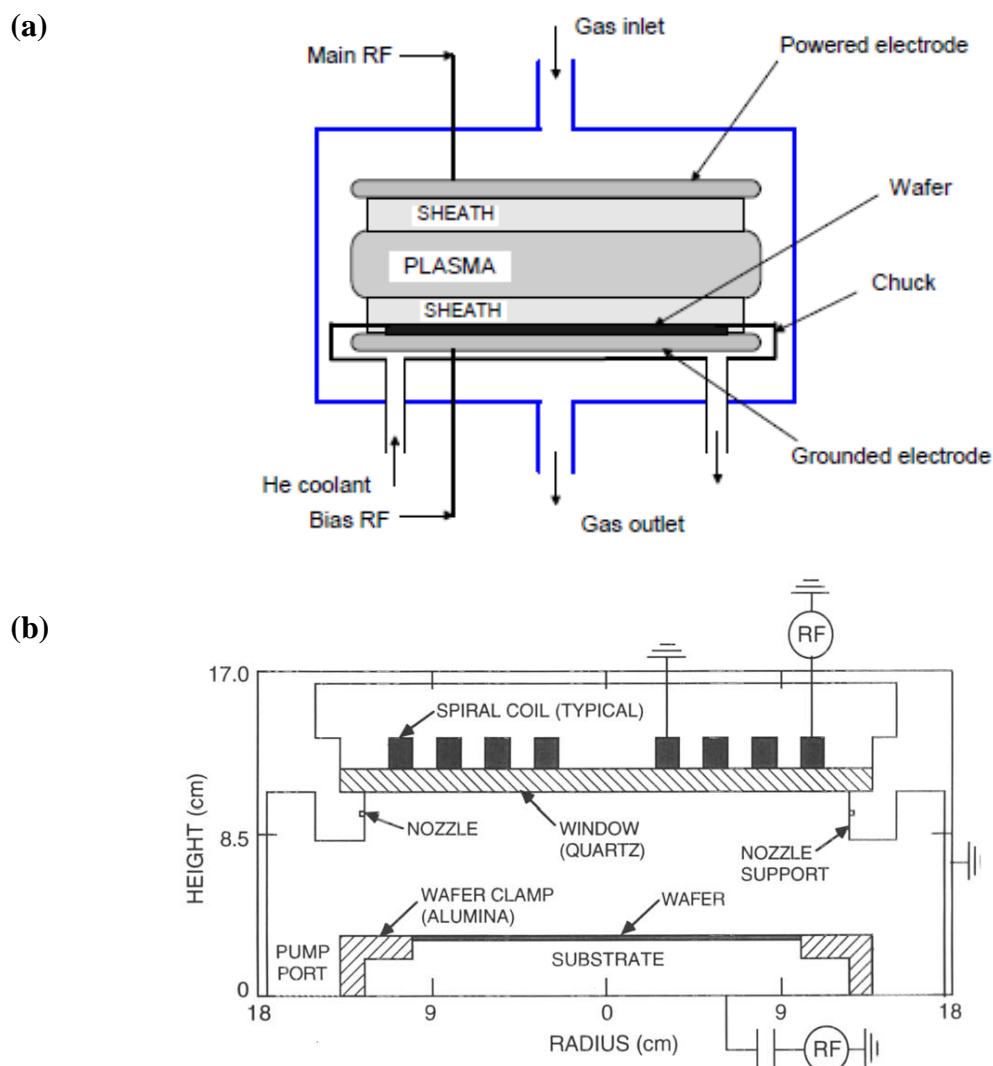 (a)
Gas inlet
Main RF
Powered electrode
SHEATH
Wafer
PLASMA
Chuck
SHEATH
Grounded electrode
He coolant
Bias RF
Gas outlet
(b)
RF
17.0
SPIRAL COIL (TYPICAL)
HEIGHT (cm)
8.5
NOZZLE
WINDOW
(QUARTZ)
NOZZLE
SUPPORT
WAFER CLAMP
(ALUMINA)
WAFER
PUMP
PORT
SUBSTRATE
0
18
9
0
9
18
RADIUS (cm)
RF